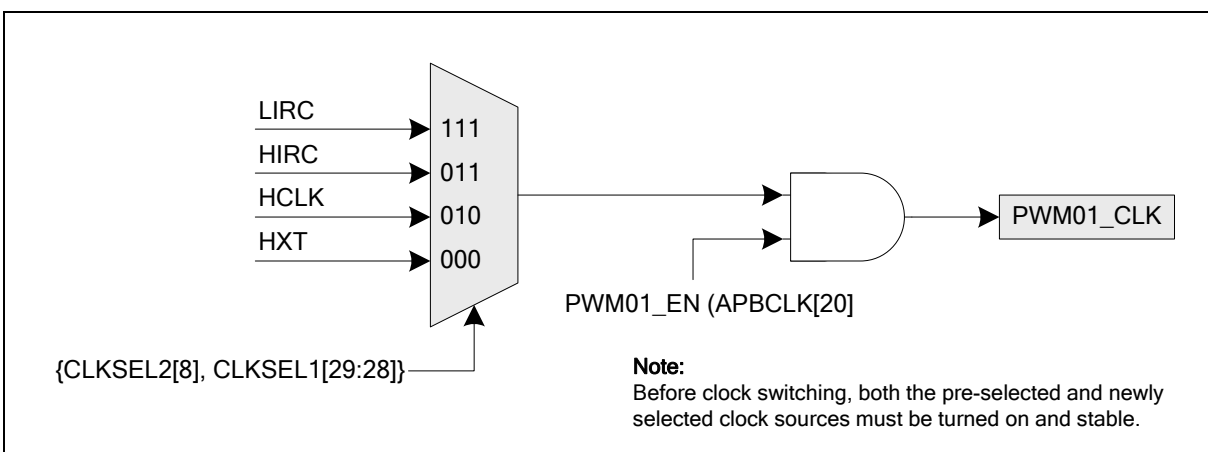 LIRC
111
HIRC
011
HCLK
010
HXT
000
PWM01_CLK
PWM01_EN (APBCLK[20]
{CLKSEL2[8], CLKSEL1[29:28]}
Note:
Before clock switching, both the pre-selected and newly
selected clock sources must be turned on and stable.